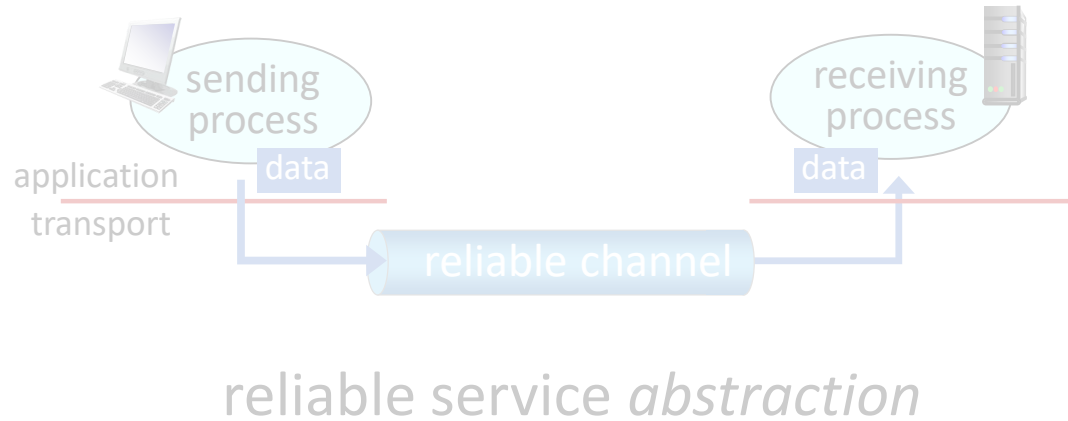 sending
process
receiving
process
data
data
application
transport
reliable channel
reliable service abstraction